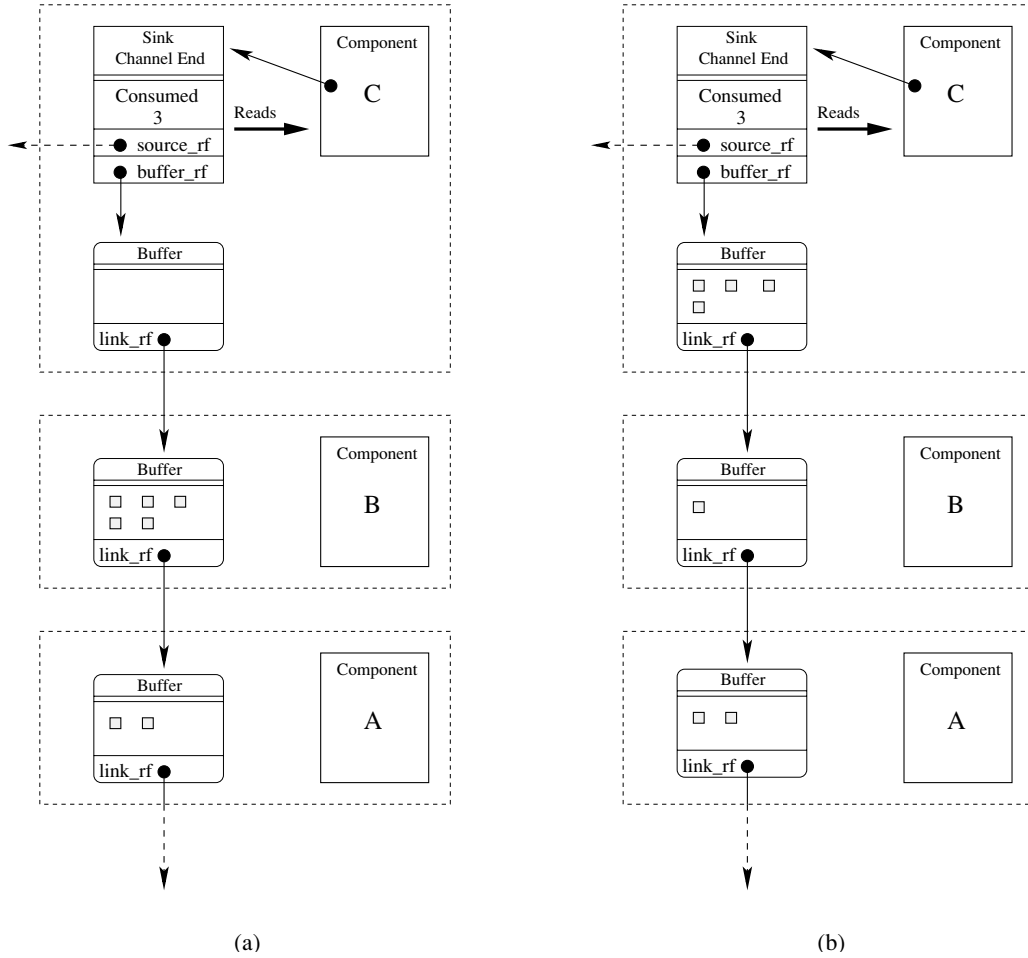 Sink
Channel End
Component
C
Consumed
3
Reads
source_rf
buffer_rf
Buffer
link_rf
Component
Buffer
B
link_rf
Component
Buffer
A
link_rf
(a)
Sink
Channel End
Component
C
Consumed
3
Reads
source_rf
buffer_rf
Buffer
link_rf
Component
Buffer
B
link_rf
Component
Buffer
A
link_rf
(b)